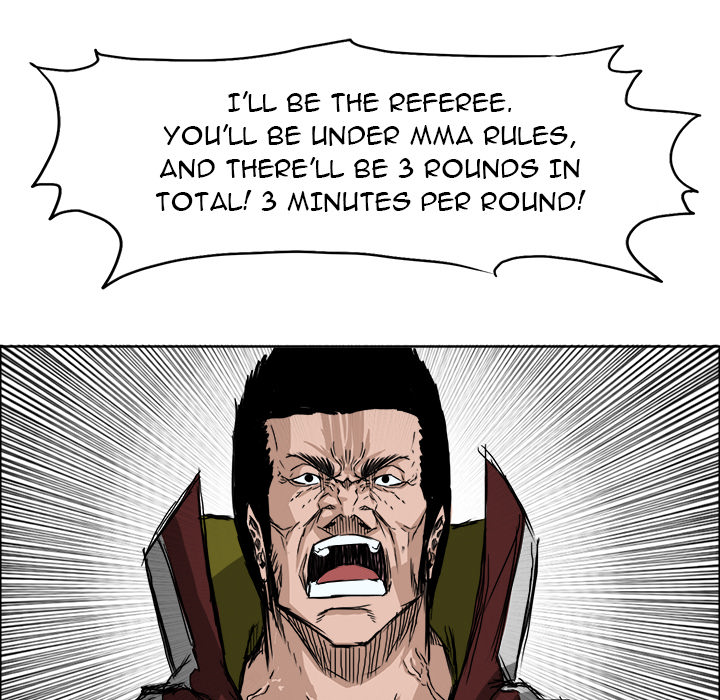 I'LL BE THE REFEREE.
YOU'LL BE UNDER MMA RULES,
AND THERE'LL BE 3 ROUNDS IN
TOTAL! 3 MINUTES PER ROUND!